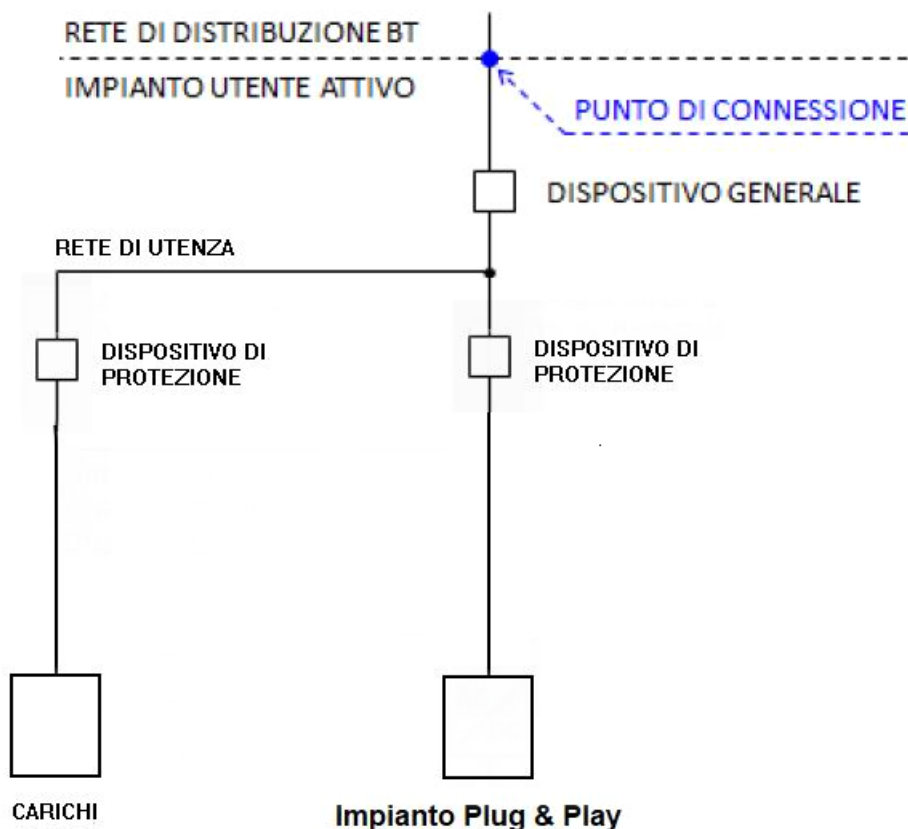 RETE DI DISTRIBUZIONE BT
IMPIANTO UTENTE ATTIVO
PUNTO DI CONNESSIONE
DISPOSITIVO GENERALE
RETE DI UTENZA
DISPOSITIVO DI
PROTEZIONE
DISPOSITIVO DI
PROTEZIONE
CARICHI
Impianto Plug & Play